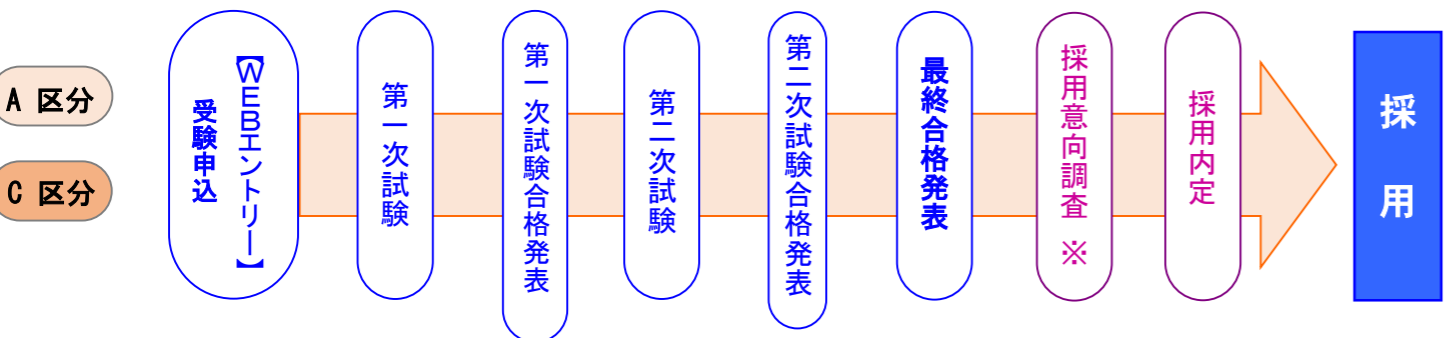 A 区分
C 区分
受験申込
【WEBエントリー】
第一次試験
第一次試験合格発表
第二次試験
第二次試験合格発表
最終合格発表
採用意向調査 ※
採用内定
採用